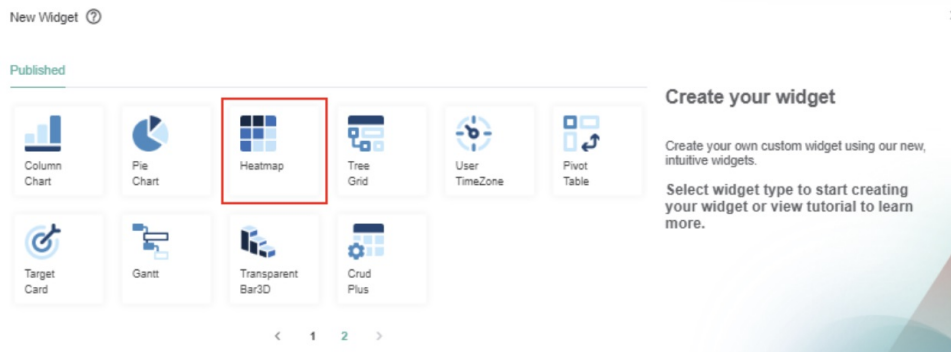 New Widget ?
Published
Column
Chart
Pie
Chart
Heatmap
Tree
Grid
User
TimeZone
Pivot
Table
Target
Card
Gantt
Transparent
Bar3D
Crud
Plus
< 1 2 >
Create your widget
Create your own custom widget using our new,
intuitive widgets.
Select widget type to start creating
your widget or view tutorial to learn
more.